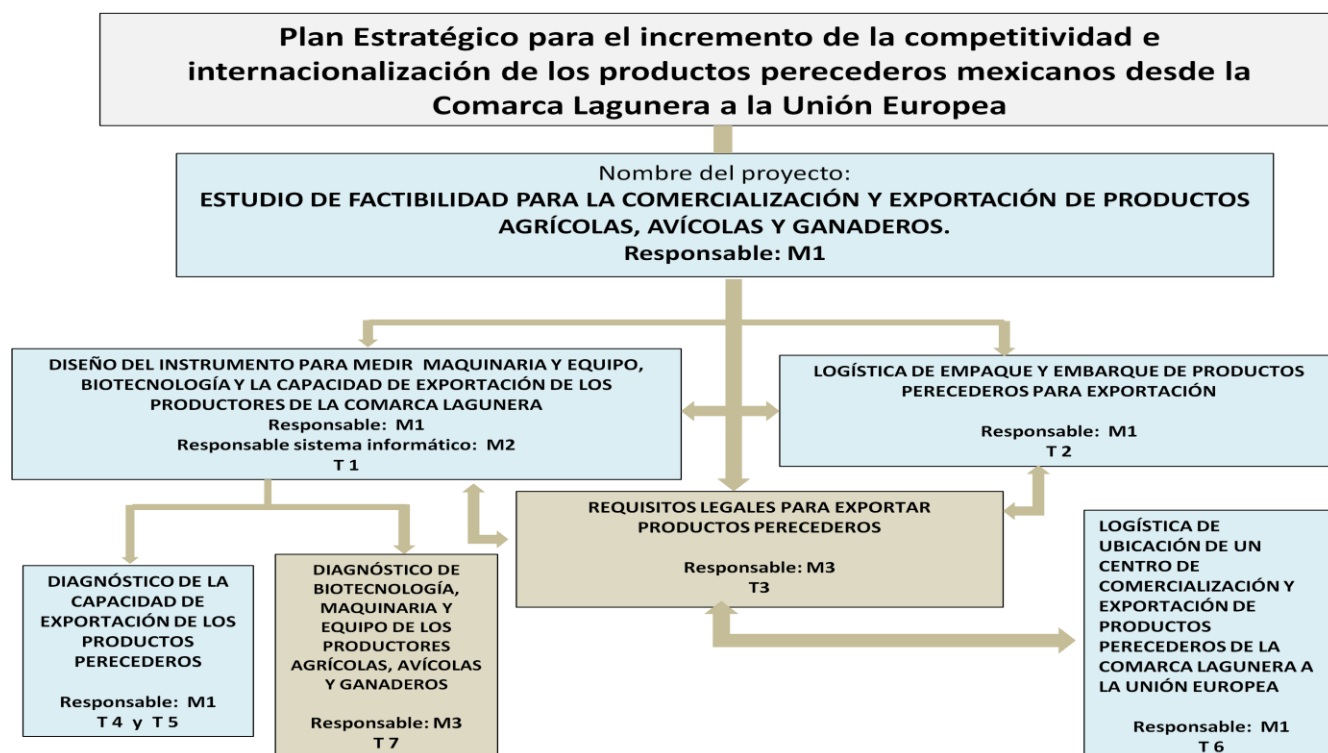 Plan Estratégico para el incremento de la competitividad e
internacionalización de los productos perecederos mexicanos desde la
Comarca Lagunera a la Unión Europea
Nombre del proyecto:
ESTUDIO DE FACTIBILIDAD PARA LA COMERCIALIZACIÓN Y EXPORTACIÓN DE PRODUCTOS
AGRÍCOLAS, AVÍCOLAS Y GANADEROS.
Responsable: M1
DISEÑO DEL INSTRUMENTO PARA MEDIR MAQUINARIA Y EQUIPO,
BIOTECNOLOGÍA Y LA CAPACIDAD DE EXPORTACIÓN DE LOS
PRODUCTORES DE LA COMARCA LAGUNERA
Responsable: M1
Responsable sistema informático: M2
T 1
LOGÍSTICA DE EMPAQUE Y EMBARQUE DE PRODUCTOS
PERECEDEROS PARA EXPORTACIÓN
Responsable: M1
T 2
REQUISITOS LEGALES PARA EXPORTAR
PRODUCTOS PERECEDEROS
Responsable: M3
T3
DIAGNÓSTICO DE LA
CAPACIDAD DE
EXPORTACIÓN DE LOS
PRODUCTOS
PERECEDEROS
Responsable: M1
T 4 y T 5
DIAGNÓSTICO DE
BIOTECNOLOGÍA,
MAQUINARIA Y
EQUIPO DE LOS
PRODUCTORES
AGRÍCOLAS, AVÍCOLAS
Y GANADEROS
Responsable: M3
T 7
LOGÍSTICA DE
UBICACIÓN DE UN
CENTRO DE
COMERCIALIZACIÓN Y
EXPORTACIÓN DE
PRODUCTOS
PERECEDEROS DE LA
COMARCA LAGUNERA A
LA UNIÓN EUROPEA
Responsable: M1
T 6